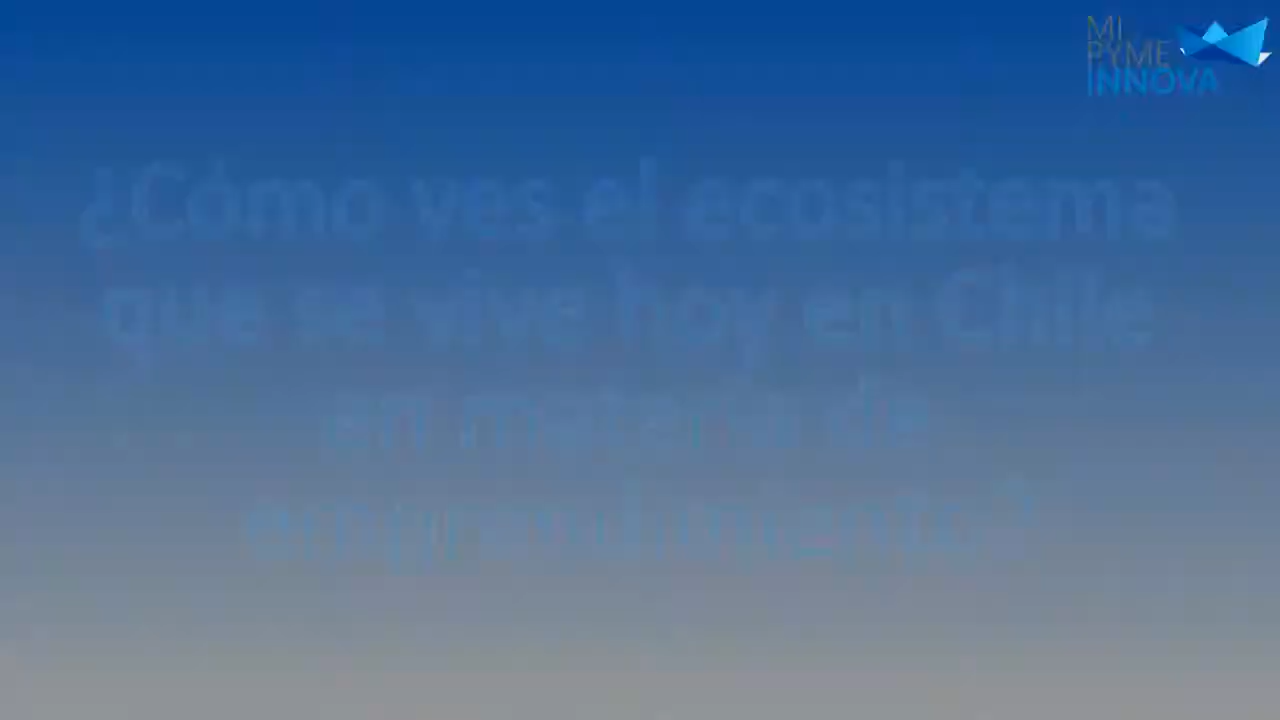 MI
PYME
INNOVA
¿Cómo ves el ecosistema
que se vive hoy en Chile
en materia de
emprendimiento?